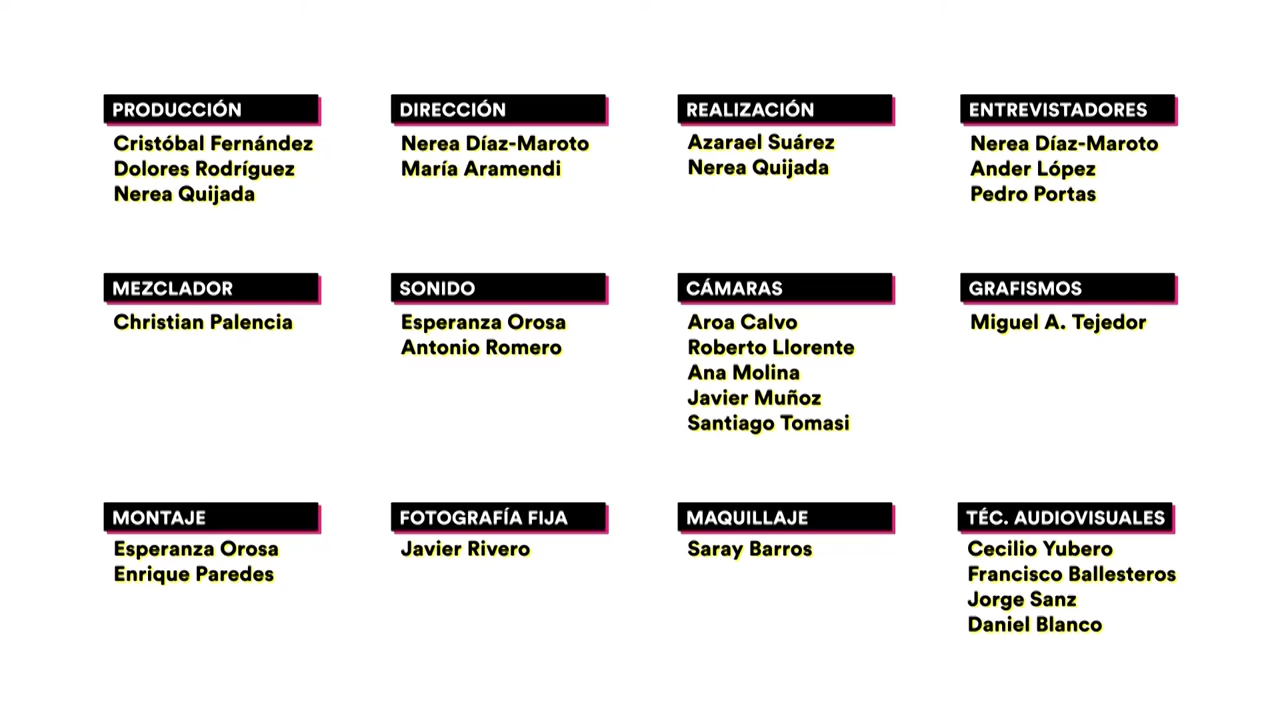 PRODUCCIÓN
Cristóbal Fernández
Dolores Rodríguez
Nerea Quijada
DIRECCIÓN
Nerea Díaz-Maroto
María Aramendi
REALIZACIÓN
Azarael Suárez
Nerea Quijada
ENTREVISTADORES
Nerea Díaz-Maroto
Ander López
Pedro Portas
MEZCLADOR
Christian Palencia
SONIDO
Esperanza Orosa
Antonio Romero
CÁMARAS
Aroa Calvo
Roberto Llorente
Ana Molina
Javier Muñoz
Santiago Tomasi
GRAFISMOS
Miguel A. Tejedor
MONTAJE
Esperanza Orosa
Enrique Paredes
FOTOGRAFÍA FIJA
Javier Rivero
MAQUILLAJE
Saray Barros
TÉC. AUDIOVISUALES
Cecilio Yubero
Francisco Ballesteros
Jorge Sanz
Daniel Blanco